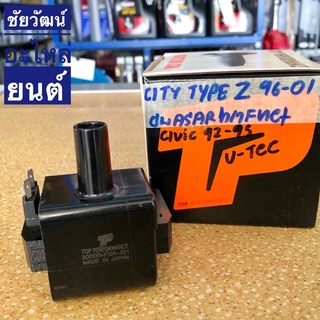 ชัยวัฒน์
อะไหล่
ยนต์
CITY TYPE Z 96-01
Civic 92-95
V-TEC
TOP PERFORMANCE
30500-P2A-J01
MADE IN JAPAN